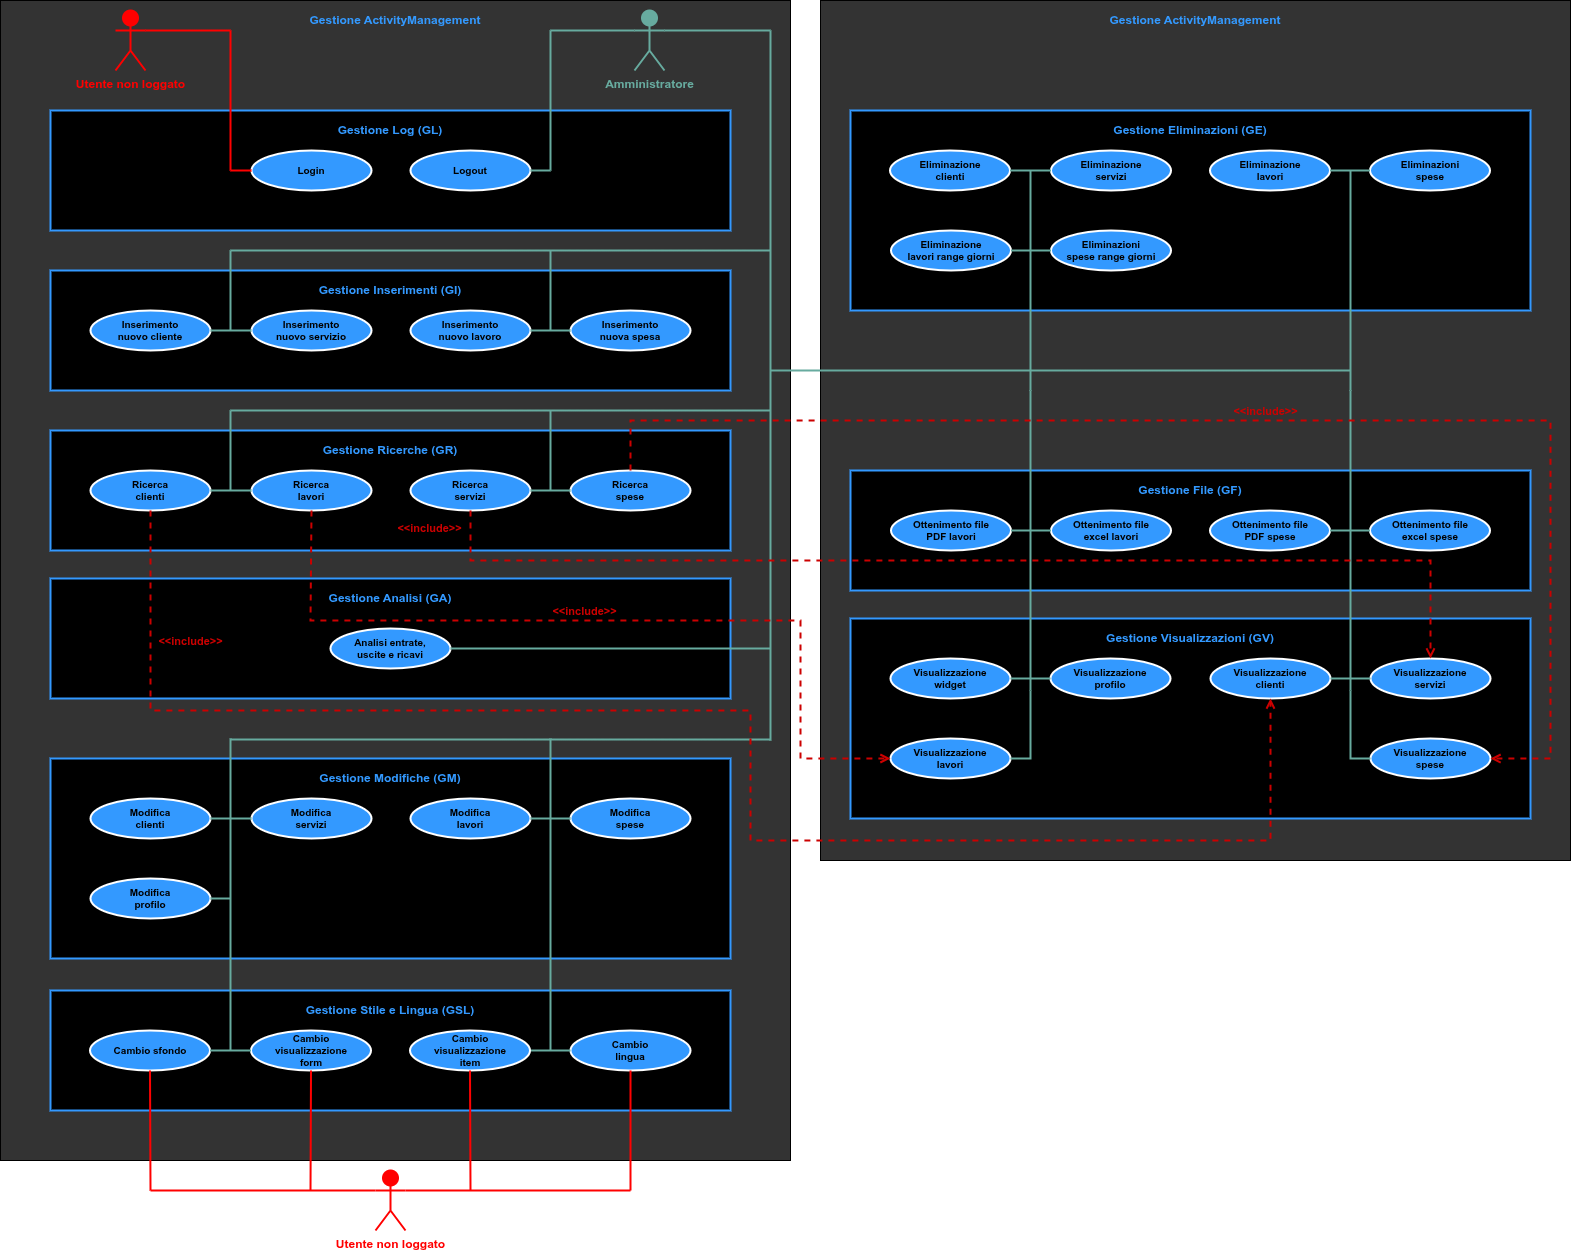 Gestione ActivityManagement
Utente non loggato
Amministratore
Gestione Log (GL)
Login
Logout
Gestione Inserimenti (GI)
Inserimento
nuovo cliente
Inserimento
nuovo servizio
Inserimento
nuovo lavoro
Inserimento
nuova spesa
Gestione Ricerche (GR)
Ricerca
clienti
Ricerca
lavori
Ricerca
servizi
Ricerca
spese
<<include>>
Gestione Analisi (GA)
<<include>>
Analisi entrate,
uscite e ricavi
<<include>>
Gestione Modifiche (GM)
Modifica
clienti
Modifica
servizi
Modifica
lavori
Modifica
spese
Modifica
profilo
Gestione Stile e Lingua (GSL)
Cambio sfondo
Cambio
visualizzazione
form
Cambio
visualizzazione
item
Cambio
lingua
Utente non loggato
Gestione ActivityManagement
Gestione Eliminazioni (GE)
Eliminazione
clienti
Eliminazione
servizi
Eliminazione
lavori
Eliminazioni
spese
Eliminazione
lavori range giorni
Eliminazioni
spese range giorni
<<include>>
Gestione File (GF)
Ottenimento file
PDF lavori
Ottenimento file
excel lavori
Ottenimento file
PDF spese
Ottenimento file
excel spese
Gestione Visualizzazioni (GV)
Visualizzazione
widget
Visualizzazione
profilo
Visualizzazione
clienti
Visualizzazione
servizi
Visualizzazione
lavori
Visualizzazione
spese